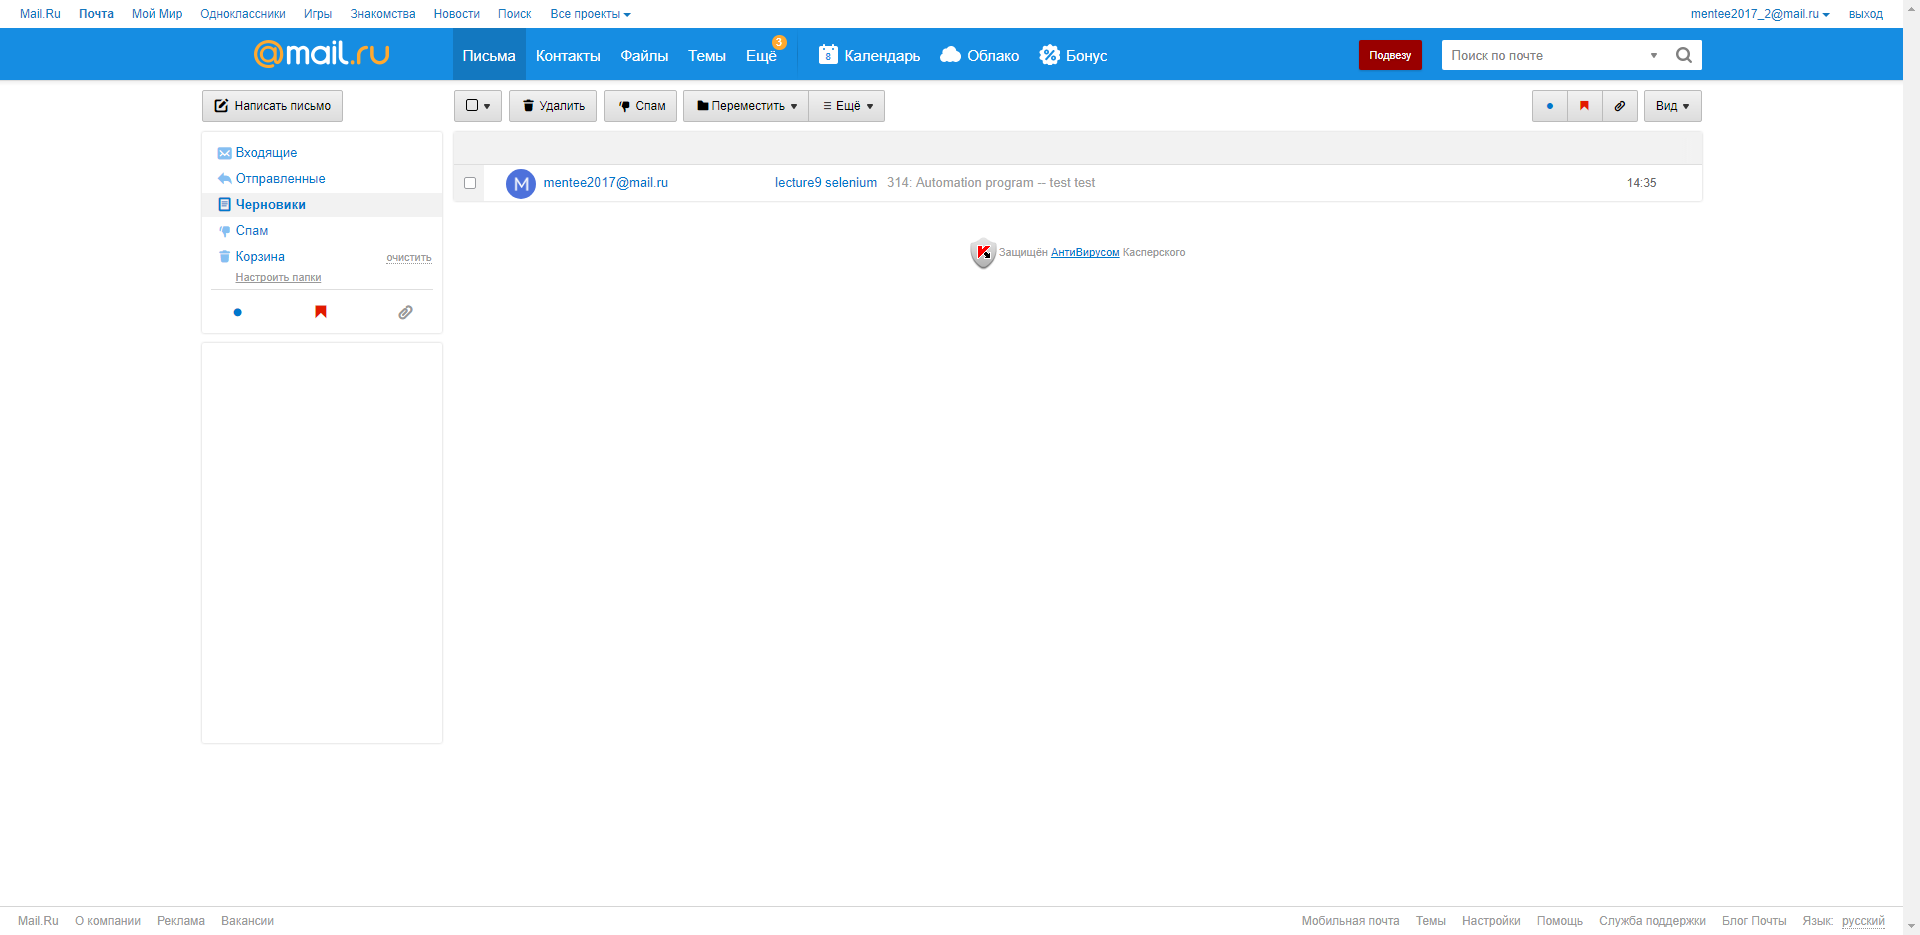 Mail.Ru Почта Мой Мир Одноклассники Игры Знакомства Новости Поиск Все проекты mentee2017_2@mail.ru выход
@mail.ru Письма Контакты Файлы Темы Ещё 3 8 Календарь Облако Бонус Подвезу Поиск по почте
Написать письмо Удалить Спам Переместить Ещё Вид
Входящие
Отправленные
Черновики
Спам
Корзина очистить
Настроить папки
M mentee2017@mail.ru lecture9 selenium 314: Automation program -- test test 14:35
Защищён АнтиВирусом Касперского
Mail.Ru О компании Реклама Вакансии Мобильная почта Темы Настройки Помощь Служба поддержки Блог Почты Язык: русский